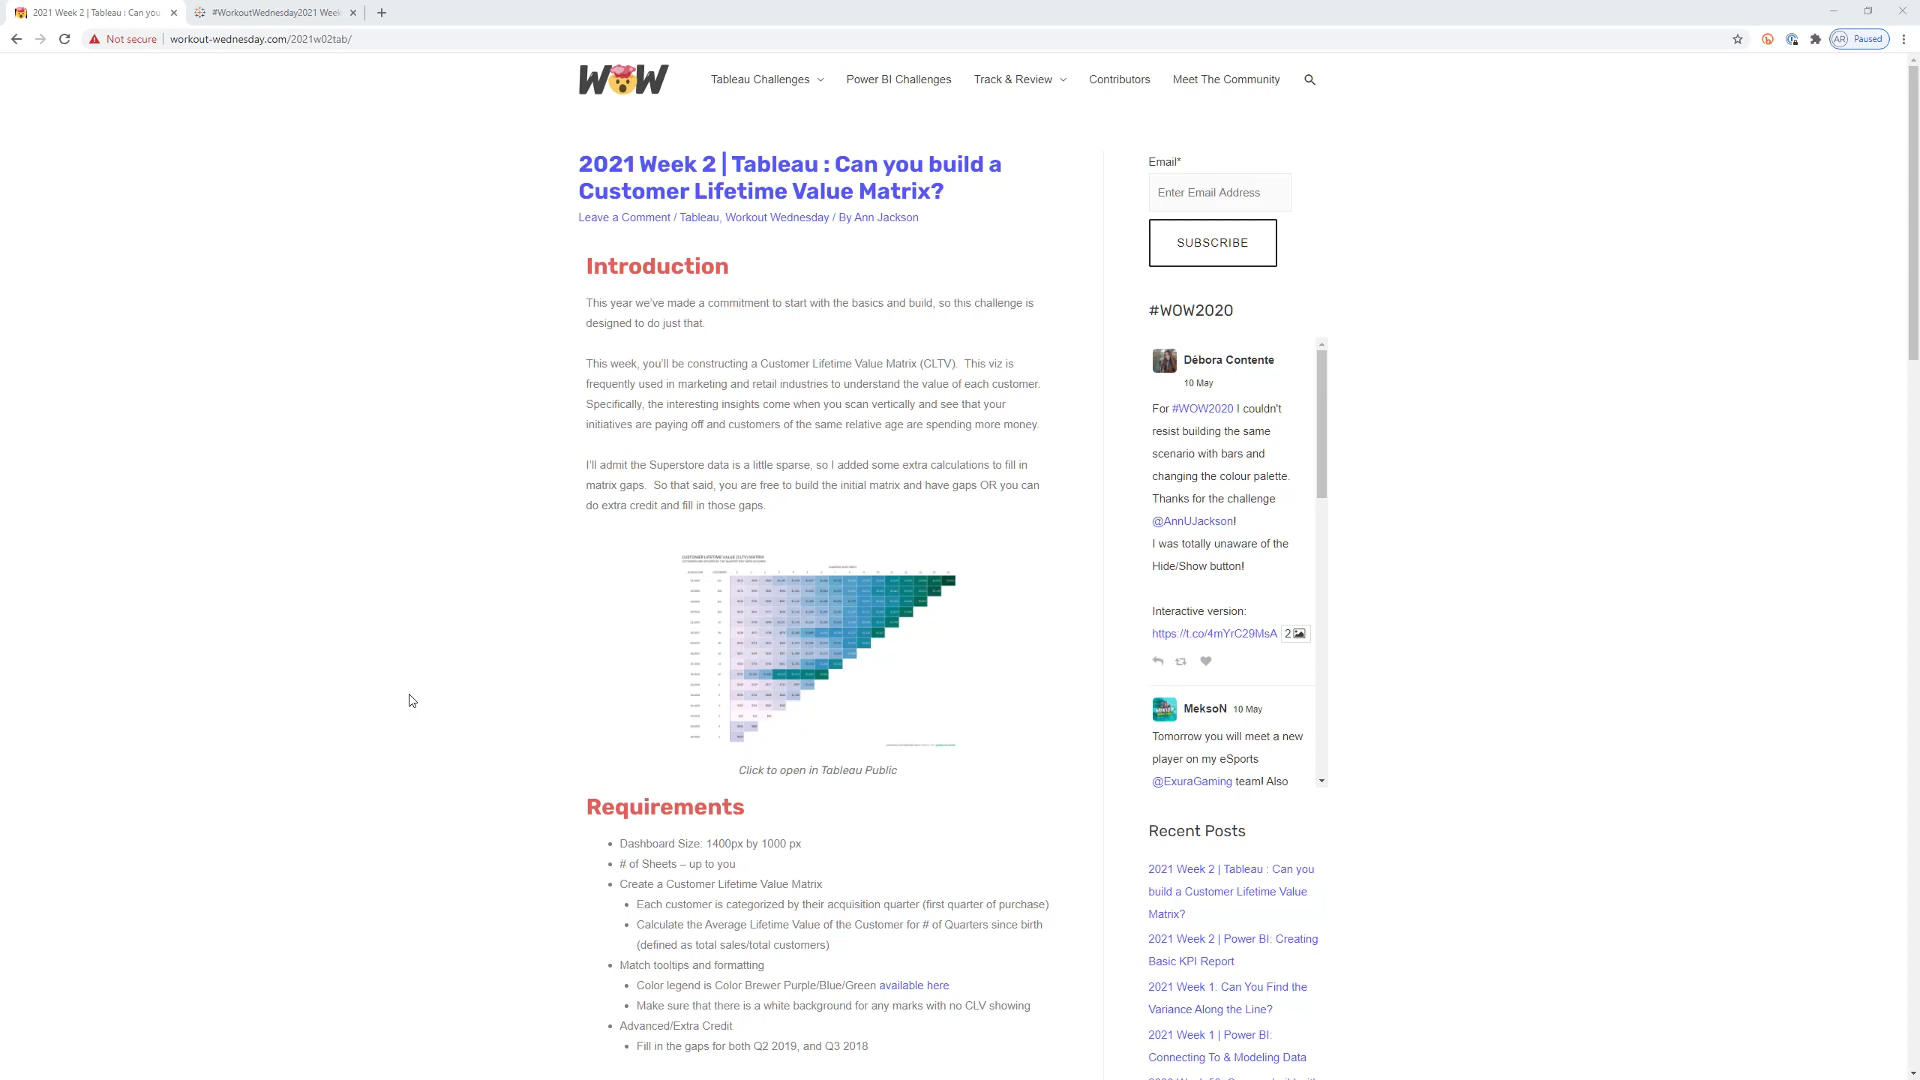 2021 Week 2 | Tableau : Can you
#WorkoutWednesday2021 Week
Not secure
workout-wednesday.com/2021w02tab/
AR Paused
WOW
Tableau Challenges
Power BI Challenges
Track & Review
Contributors
Meet The Community
2021 Week 2 | Tableau : Can you build a
Customer Lifetime Value Matrix?
Leave a Comment / Tableau, Workout Wednesday / By Ann Jackson
Introduction
This year we've made a commitment to start with the basics and build, so this challenge is
designed to do just that.
This week, you'll be constructing a Customer Lifetime Value Matrix (CLTV). This viz is
frequently used in marketing and retail industries to understand the value of each customer.
Specifically, the interesting insights come when you scan vertically and see that your
initiatives are paying off and customers of the same relative age are spending more money.
I'll admit the Superstore data is a little sparse, so I added some extra calculations to fill in
matrix gaps. So that said, you are free to build the initial matrix and have gaps OR you can
do extra credit and fill in those gaps.
CUSTOMER LIFETIME VALUE (CLTV) MATRIX
Click to open in Tableau Public
Requirements
• Dashboard Size: 1400px by 1000 px
• # of Sheets – up to you
• Create a Customer Lifetime Value Matrix
• Each customer is categorized by their acquisition quarter (first quarter of purchase)
• Calculate the Average Lifetime Value of the Customer for # of Quarters since birth
(defined as total sales/total customers)
• Match tooltips and formatting
• Color legend is Color Brewer Purple/Blue/Green available here
• Make sure that there is a white background for any marks with no CLV showing
• Advanced/Extra Credit
• Fill in the gaps for both Q2 2019, and Q3 2018
Email*
Enter Email Address
SUBSCRIBE
#WOW2020
Débora Contente
10 May
For #WOW2020 I couldn't
resist building the same
scenario with bars and
changing the colour palette.
Thanks for the challenge
@AnnUJackson!
I was totally unaware of the
Hide/Show button!
Interactive version:
https://t.co/4mYrC29MsA 2
MeksoN 10 May
Tomorrow you will meet a new
player on my eSports
@ExuraGaming team! Also
Recent Posts
2021 Week 2 | Tableau : Can you
build a Customer Lifetime Value
Matrix?
2021 Week 2 | Power BI: Creating
Basic KPI Report
2021 Week 1: Can You Find the
Variance Along the Line?
2021 Week 1 | Power BI:
Connecting To & Modeling Data